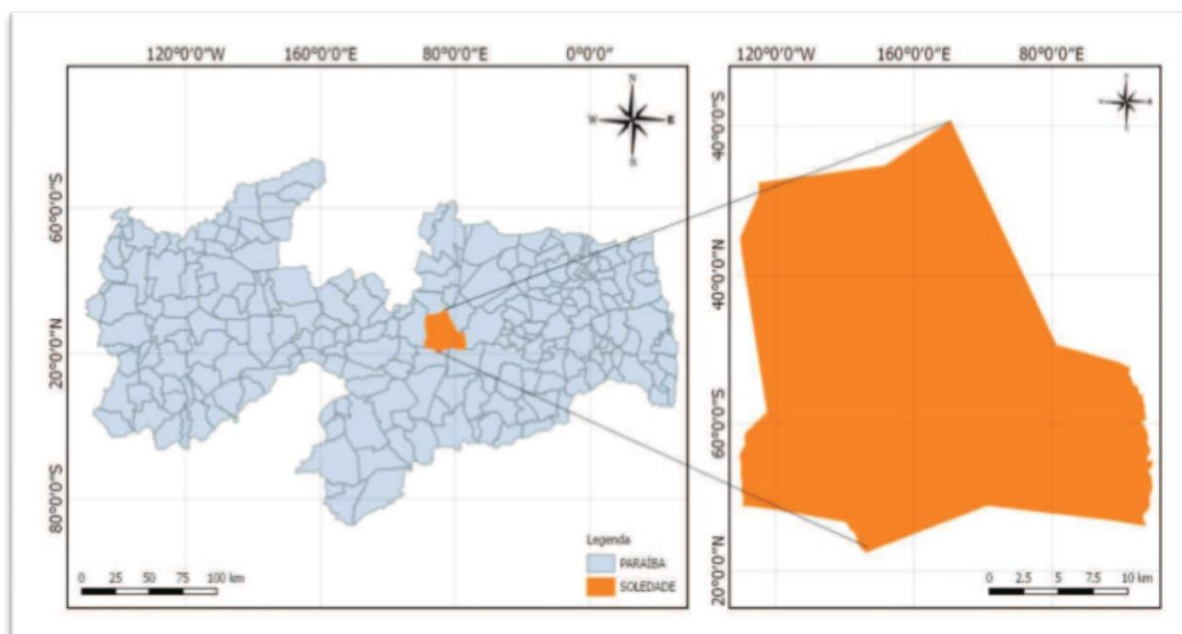 120°0'0"W 160°0'0"E 80°0'0"E 0°0'0"
N
W E
S
60°0'0"S
20°0'0"N
80°0'0"S
Legenda
PARAÍBA
SOLEDADE
0 25 50 75 100 km
120°0'0"W 160°0'0"E 80°0'0"E
40°0'0"S
40°0'0"N
60°0'0"S
20°0'0"N
0 2.5 5 7.5 10 km